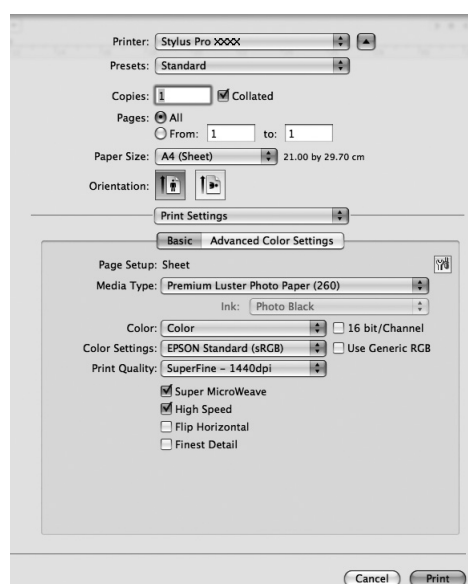 Printer: Stylus Pro XXXX
Presets: Standard
Copies: 1 Collated
Pages: All
From: 1 to: 1
Paper Size: A4 (Sheet) 21.00 by 29.70 cm
Orientation:
Print Settings
Basic Advanced Color Settings
Page Setup: Sheet
Media Type: Premium Luster Photo Paper (260)
Ink: Photo Black
Color: Color 16 bit/Channel
Color Settings: EPSON Standard (sRGB) Use Generic RGB
Print Quality: SuperFine – 1440dpi
Super MicroWeave
High Speed
Flip Horizontal
Finest Detail
Cancel Print